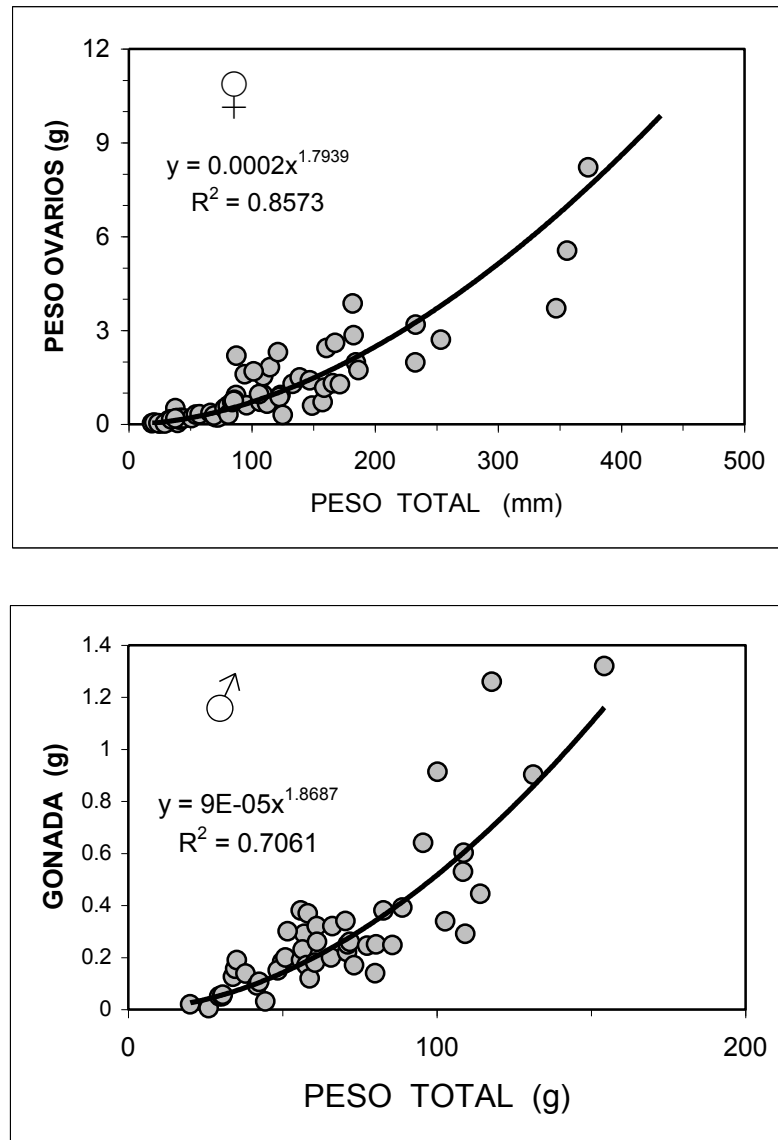 12
9
6
3
0
PESO OVARIOS (g)
♀
y = 0.0002x^1.7939
R² = 0.8573
0 100 200 300 400 500
PESO TOTAL (mm)
1.4
1.2
1
0.8
0.6
0.4
0.2
0
GONADA (g)
♂
y = 9E-05x^1.8687
R² = 0.7061
0 100 200
PESO TOTAL (g)